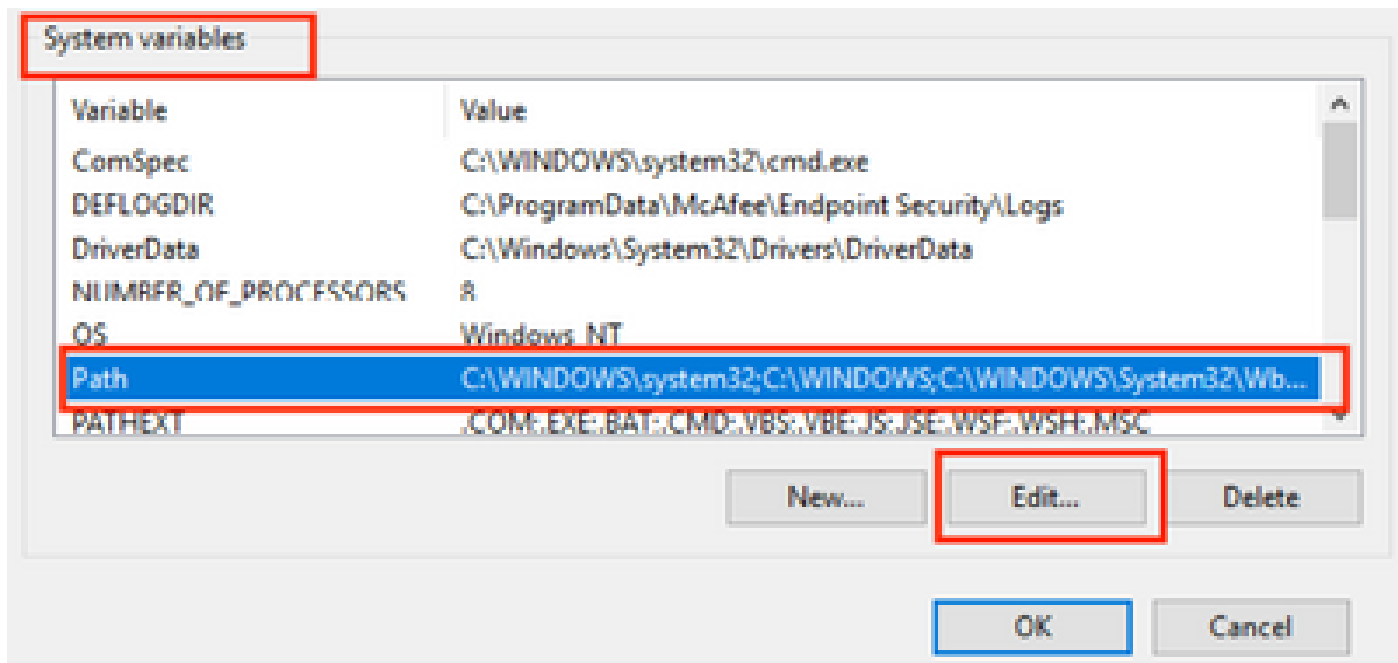 System variables
Variable Value
ComSpec C:\WINDOWS\system32\cmd.exe
DEFLOGDIR C:\ProgramData\McAfee\Endpoint Security\Logs
DriverData C:\Windows\System32\Drivers\DriverData
NUMBER_OF_PROCESSORS 8
OS Windows_NT
Path C:\WINDOWS\system32;C:\WINDOWS;C:\WINDOWS\System32\Wb...
PATHEXT .COM;.EXE;.BAT;.CMD;.VBS;.VBE;.JS;.JSE;.WSF;.WSH;.MSC
New... Edit... Delete
OK Cancel